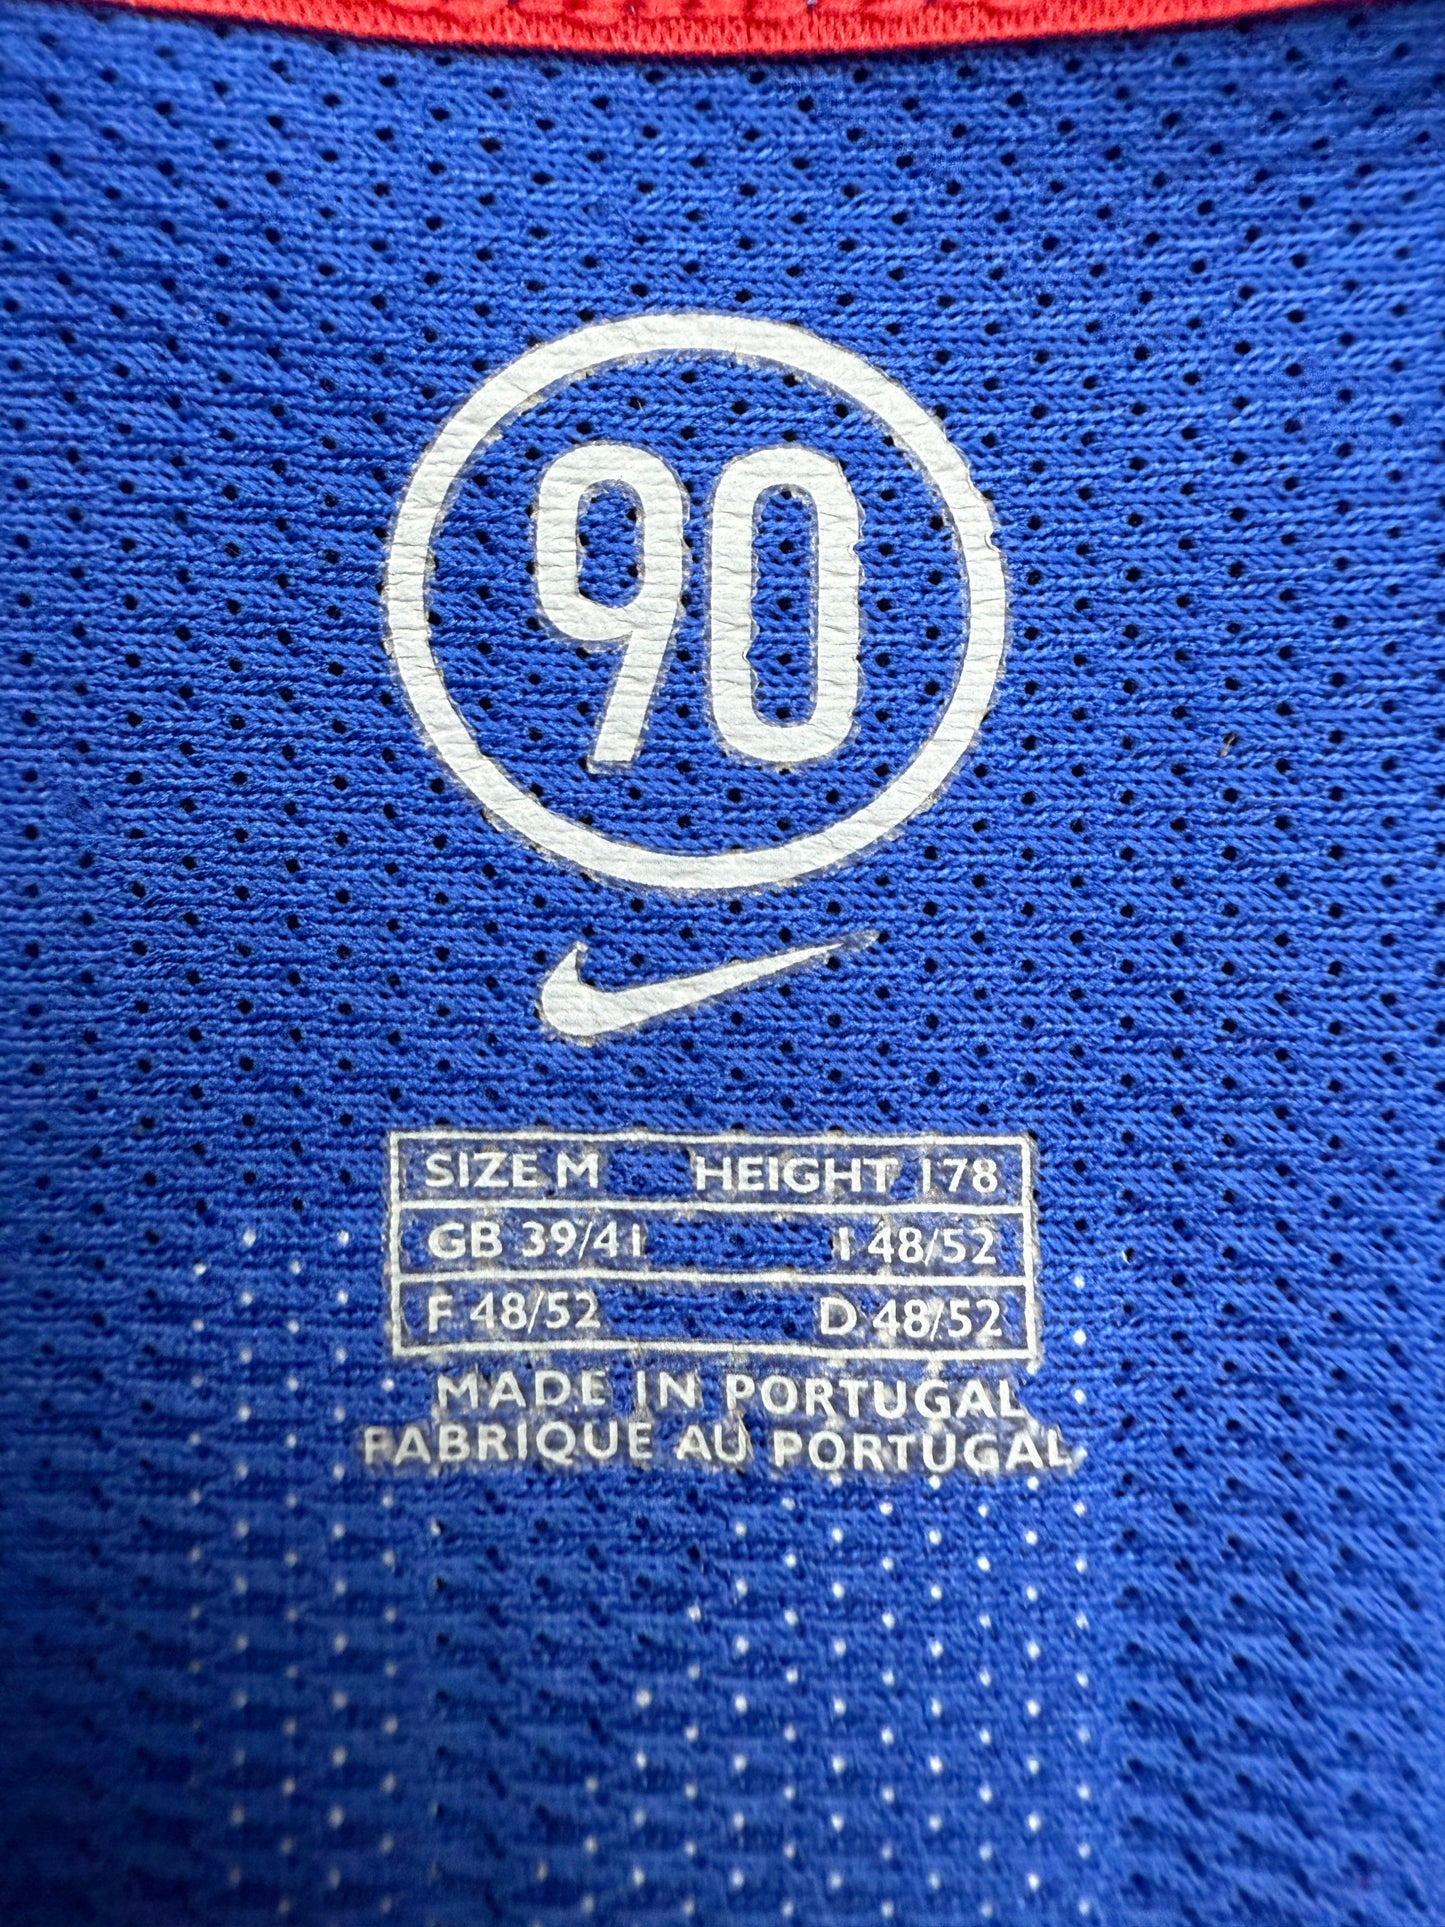 90
SIZE M HEIGHT 178
GB 39/41 I 48/52
F 48/52 D 48/52
MADE IN PORTUGAL
FABRIQUE AU PORTUGAL